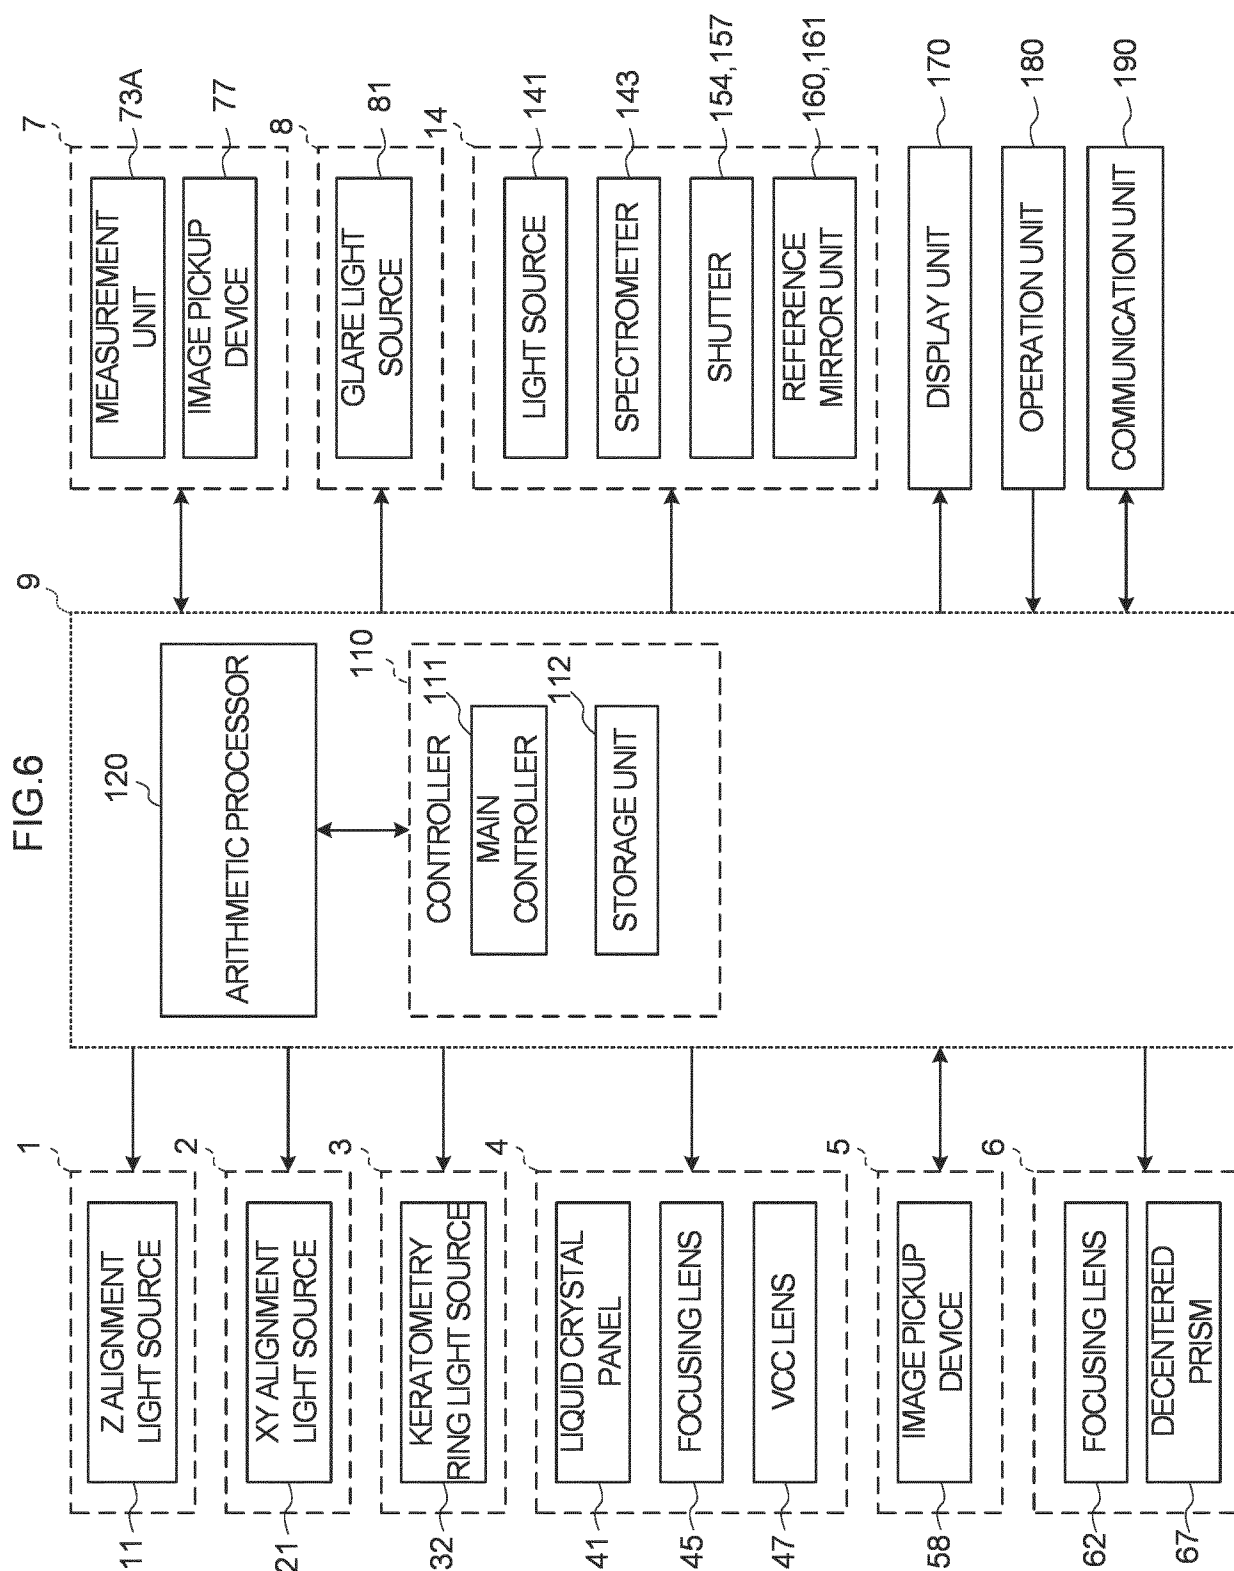 FIG.6
1
Z ALIGNMENT
LIGHT SOURCE
11
2
XY ALIGNMENT
LIGHT SOURCE
21
3
KERATOMETRY
RING LIGHT SOURCE
32
4
LIQUID CRYSTAL
PANEL
41
FOCUSING LENS
45
VCC LENS
47
5
IMAGE PICKUP
DEVICE
58
6
FOCUSING LENS
62
DECENTERED
PRISM
67
9
120
ARITHMETIC PROCESSOR
110
CONTROLLER
111
MAIN
CONTROLLER
112
STORAGE UNIT
7
MEASUREMENT
UNIT
73A
IMAGE PICKUP
DEVICE
77
8
GLARE LIGHT
SOURCE
81
14
LIGHT SOURCE
141
SPECTROMETER
143
SHUTTER
154,157
REFERENCE
MIRROR UNIT
160,161
DISPLAY UNIT
170
OPERATION UNIT
180
COMMUNICATION UNIT
190